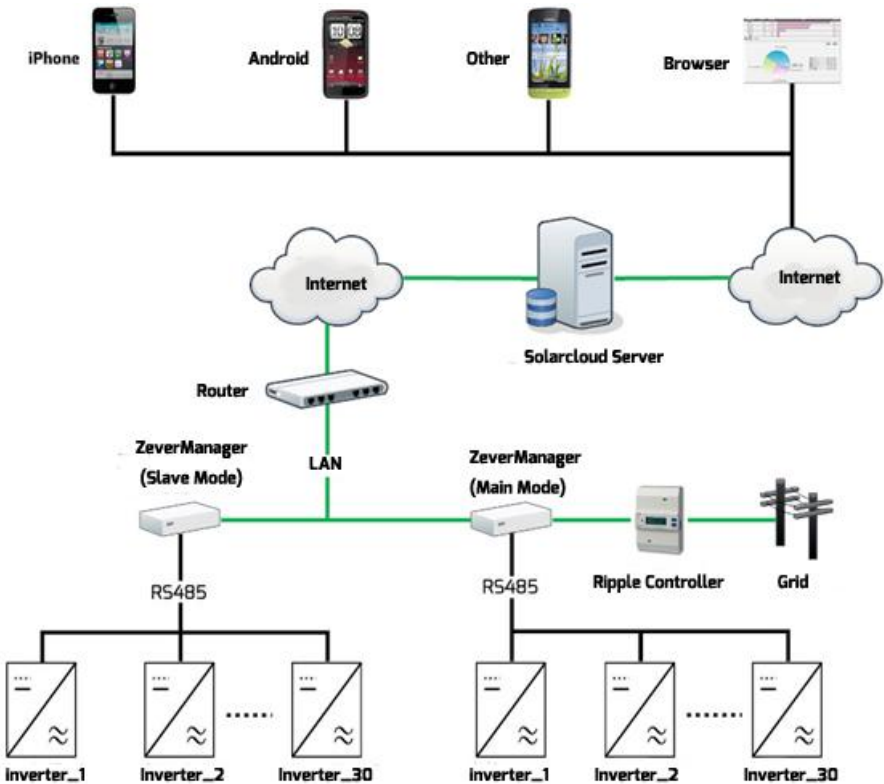 iPhone
Android
Other
Browser
Internet
Internet
Solarcloud Server
Router
ZeverManager
(Slave Mode)
LAN
ZeverManager
(Main Mode)
RS485
RS485
Ripple Controller
Grid
inverter_1
Inverter_2
Inverter_30
inverter_1
Inverter_2
Inverter_30